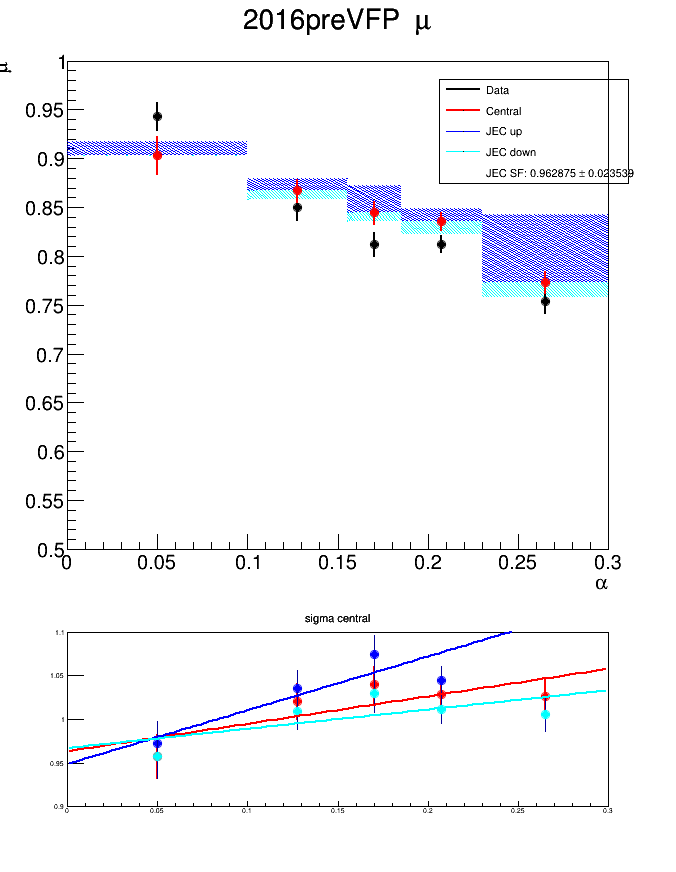 2016preVFP μ
μ
1
0.95
0.9
0.85
0.8
0.75
0.7
0.65
0.6
0.55
0.5
Data
Central
JEC up
JEC down
JEC SF: 0.962875 ± 0.023539
0 0.05 0.1 0.15 0.2 0.25 0.3
α
sigma central
1.1
1.05
1
0.95
0.9
0 0.05 0.1 0.15 0.2 0.25 0.3